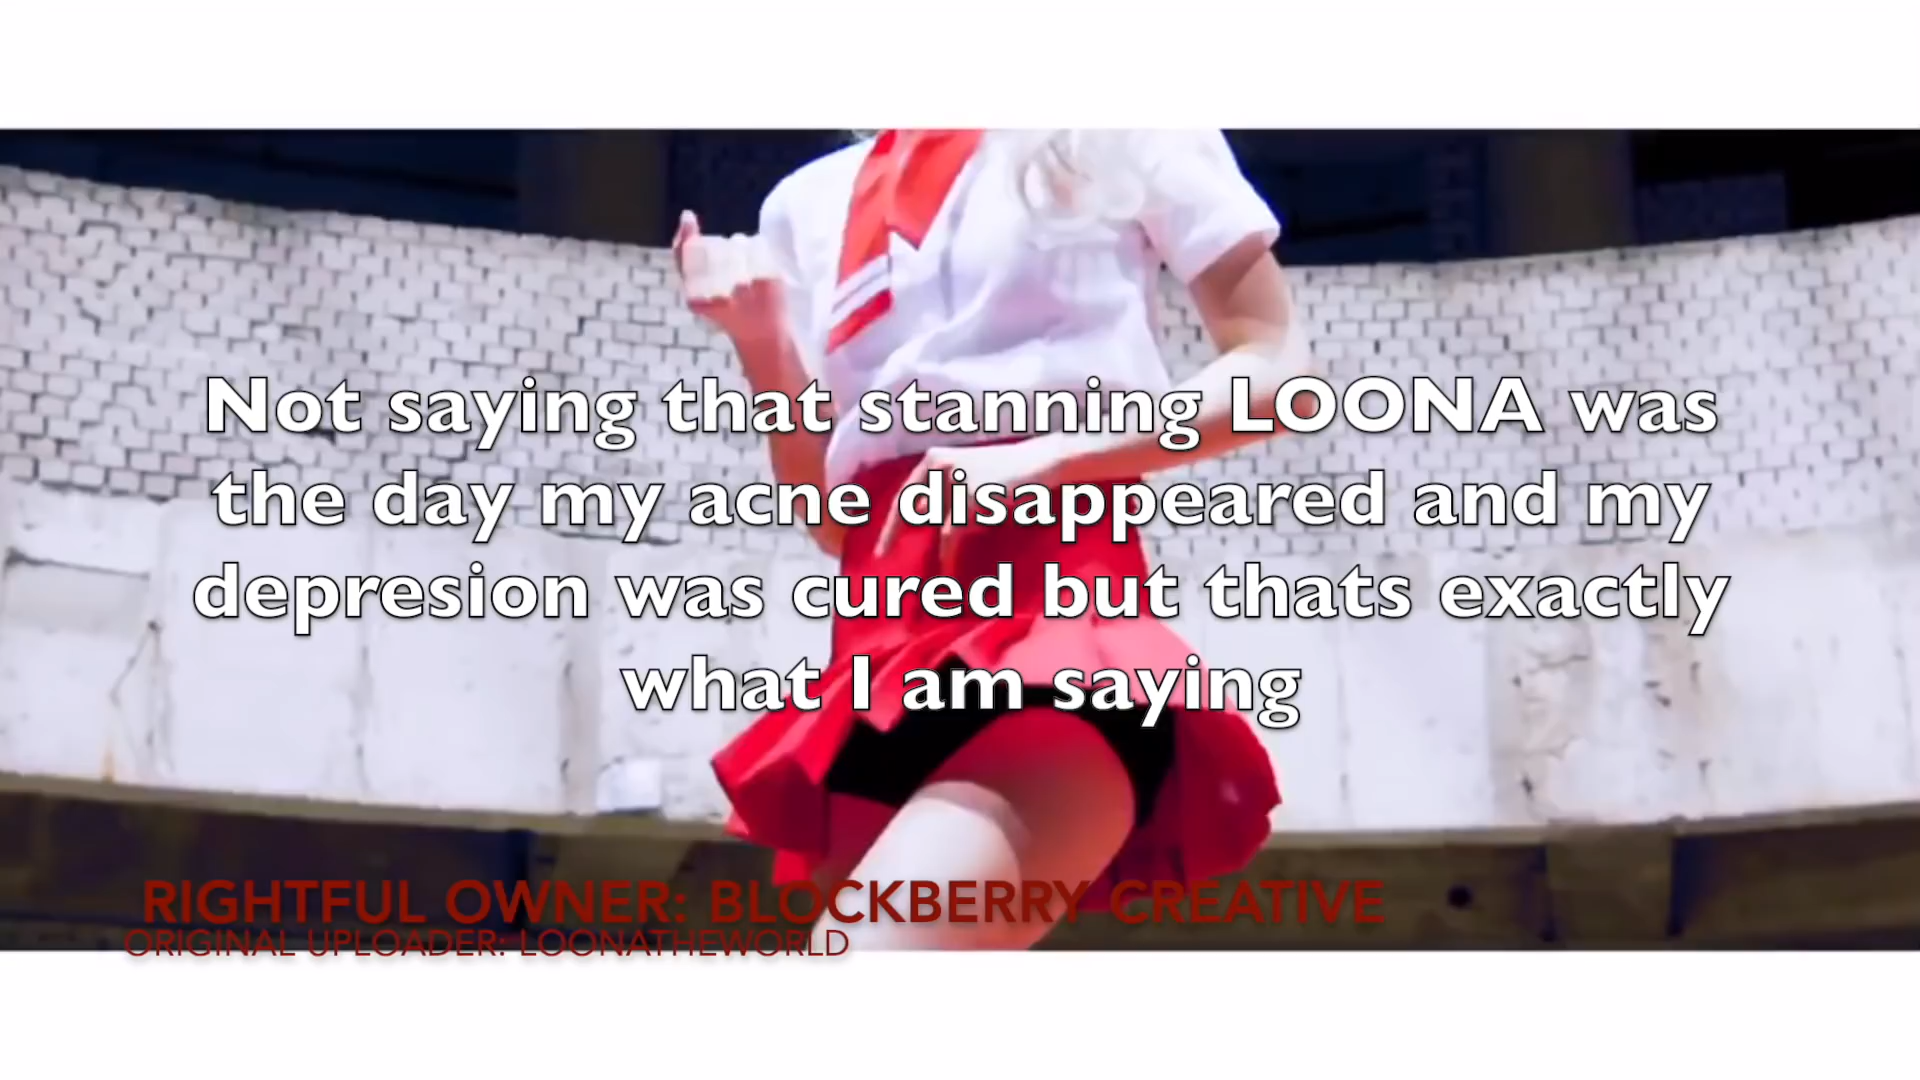 Not saying that stanning LOONA was
the day my acne disappeared and my
depresion was cured but thats exactly
what I am saying
RIGHTFUL OWNER: BLOCKBERRY CREATIVE
ORIGINAL UPLOADER: LOONATHEWORLD